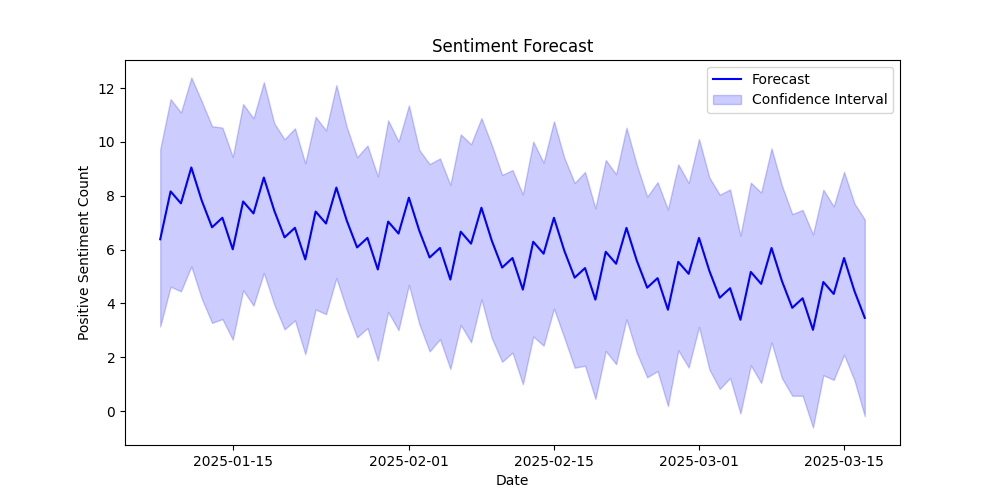 Sentiment Forecast
Forecast
Confidence Interval
Positive Sentiment Count
12
10
8
6
4
2
0
2025-01-15
2025-02-01
2025-02-15
2025-03-01
2025-03-15
Date